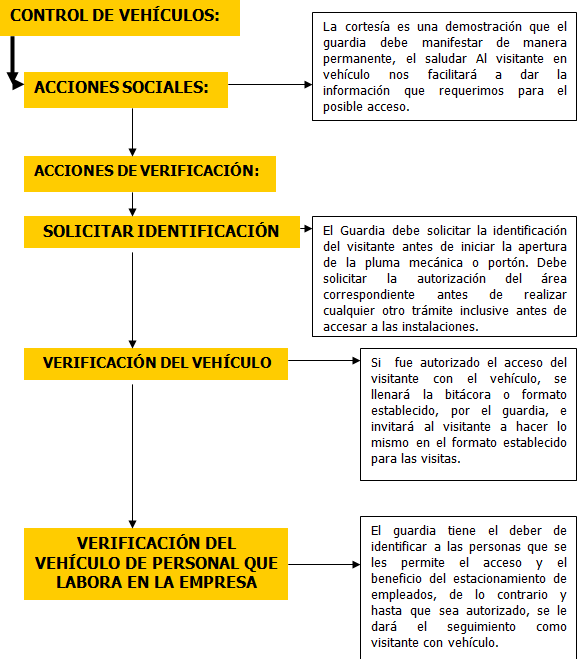 CONTROL DE VEHÍCULOS:
La cortesía es una demostración que el
guardia debe manifestar de manera
permanente, el saludar Al visitante en
vehículo nos facilitará a dar la
información que requerimos para el
posible acceso.
ACCIONES SOCIALES:
ACCIONES DE VERIFICACIÓN:
SOLICITAR IDENTIFICACIÓN
El Guardia debe solicitar la identificación
del visitante antes de iniciar la apertura
de la pluma mecánica o portón. Debe
solicitar la autorización del área
correspondiente antes de realizar
cualquier otro trámite inclusive antes de
accesar a las instalaciones.
VERIFICACIÓN DEL VEHÍCULO
Si fue autorizado el acceso del
visitante con el vehículo, se
llenará la bitácora o formato
establecido, por el guardia, e
invitará al visitante a hacer lo
mismo en el formato establecido
para las visitas.
VERIFICACIÓN DEL
VEHÍCULO DE PERSONAL QUE
LABORA EN LA EMPRESA
El guardia tiene el deber de
identificar a las personas que se
les permite el acceso y el
beneficio del estacionamiento de
empleados, de lo contrario y
hasta que sea autorizado, se le
dará el seguimiento como
visitante con vehículo.